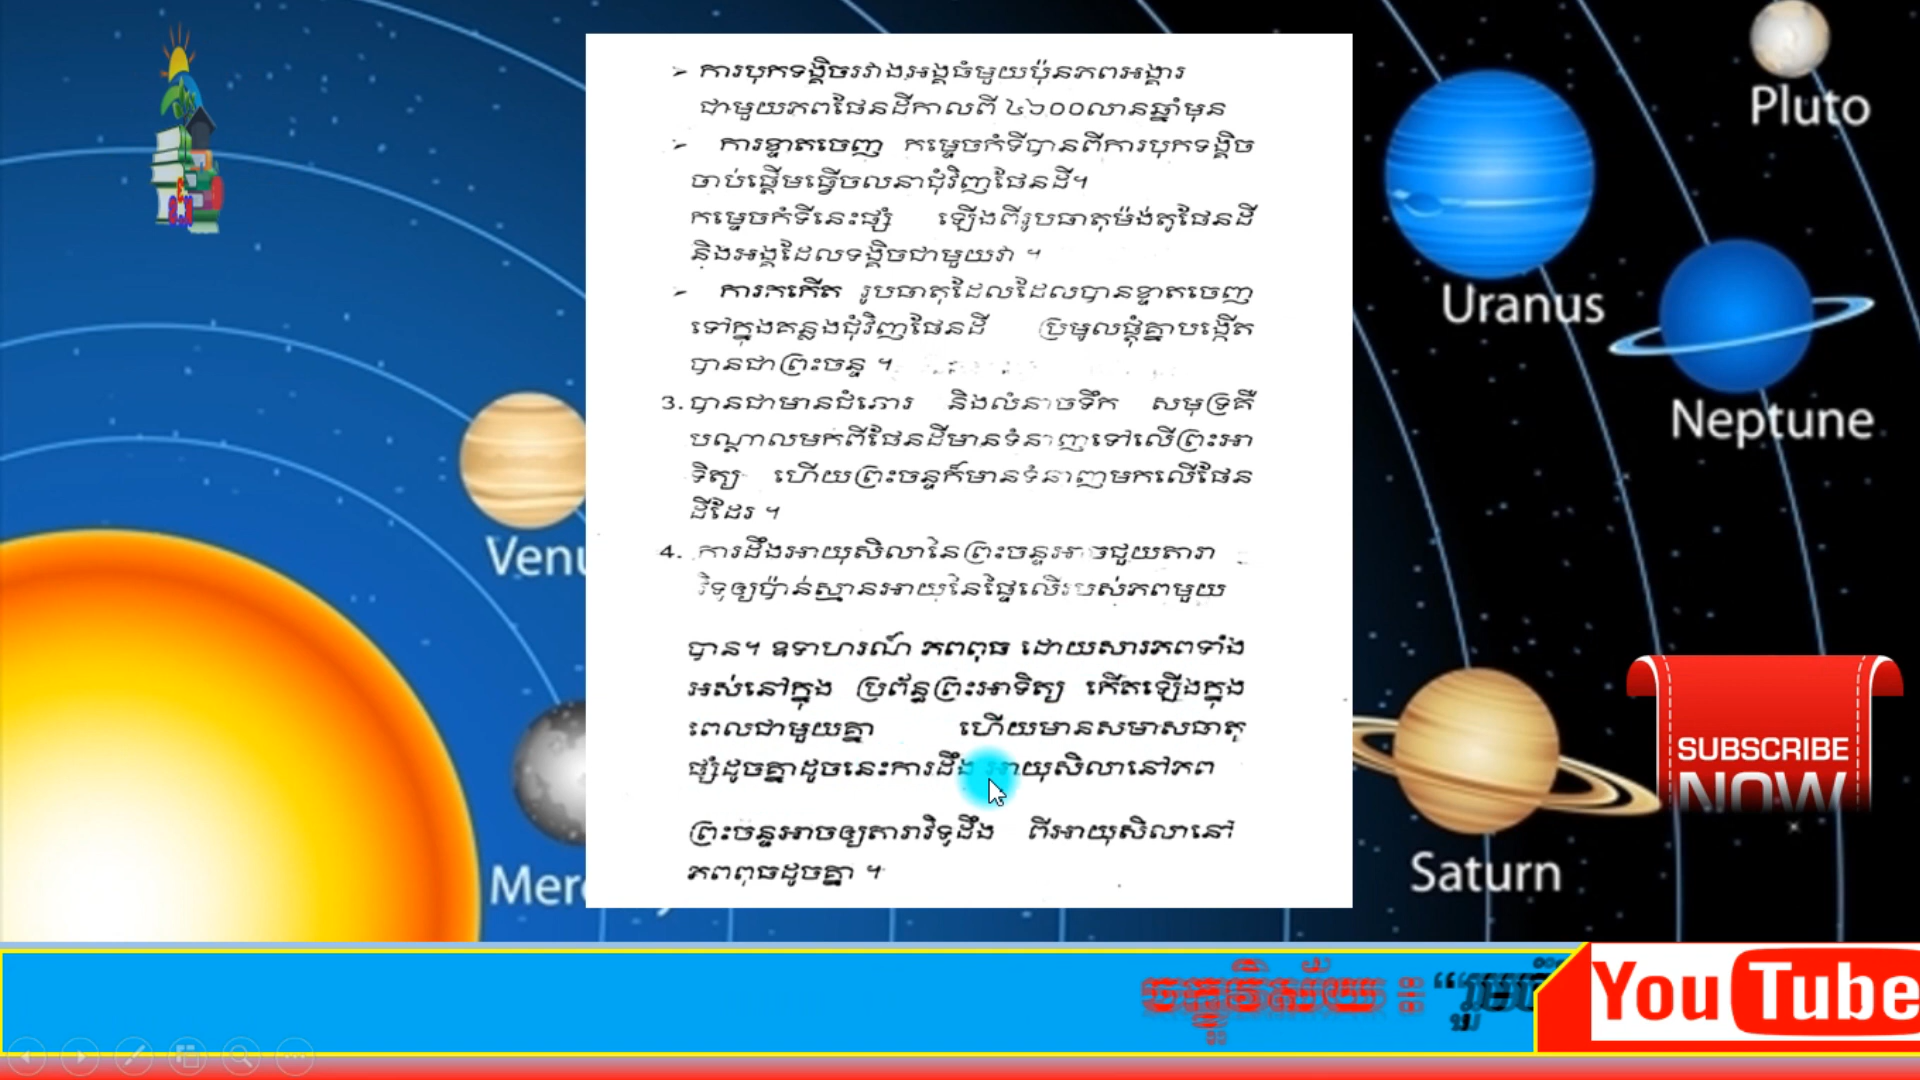 ➢ ការបុកទង្គិចរវាងអង្គធំមួយប៉ុនភពអង្គារ
ជាមួយភពផែនដីកាលពី ៤៦០០លានឆ្នាំមុន
➢ ការខ្ទាតចេញ កម្ទេចកំទីបានពីការបុកទង្គិច
ចាប់ផ្តើមធ្វើចលនាជុំវិញផែនដី។
កម្ទេចកំទីនេះផ្សំ ឡើងពីរូបធាតុម៉ង់តូផែនដី
និងអង្គដែលទង្គិចជាមួយវា ។
➢ ការកកើត រូបធាតុដែលដែលបានខ្ទាតចេញ
ទៅក្នុងគន្លងជុំវិញផែនដី ប្រមូលផ្តុំគ្នាបង្កើត
បានជាព្រះចន្ទ ។
3. បានជាមានជំនោរ និងលំនាចទឹក សមុទ្រគឺ
បណ្តាលមកពីផែនដីមានទំនាញទៅលើព្រះអា
ទិត្យ ហើយព្រះចន្ទក៏មានទំនាញមកលើផែន
ដីដែរ ។
4. ការដឹងអាយុសិលានៃព្រះចន្ទអាចជួយតារា
វិទូឲ្យប៉ាន់ស្មានអាយុនៃផ្ទៃលើរបស់ភពមួយ
បាន។ ឧទាហរណ៍ ភពពុធ ដោយសារភពទាំង
អស់នៅក្នុង ប្រព័ន្ធព្រះអាទិត្យ កើតឡើងក្នុង
ពេលជាមួយគ្នា ហើយមានសមាសធាតុ
ផ្សំដូចគ្នាដូចនេះការដឹង អាយុសិលានៅភព
ព្រះចន្ទអាចឲ្យតារាវិទូដឹង ពីអាយុសិលានៅ
ភពពុធដូចគ្នា ។
Pluto
Uranus
Neptune
Venu
Saturn
Mer
SUBSCRIBE
NOW
ចក្ខុវិស័យ ៖ “រួម
YouTube